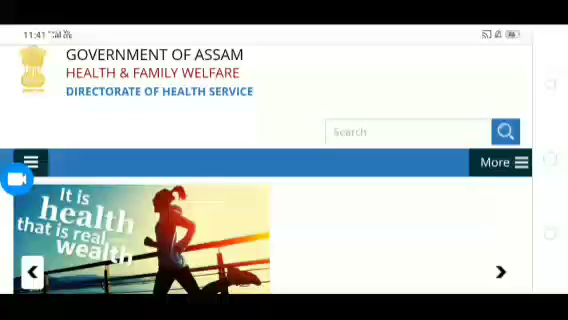 11:41
GOVERNMENT OF ASSAM
HEALTH & FAMILY WELFARE
DIRECTORATE OF HEALTH SERVICE
Search
More
It is
health
that is real
wealth